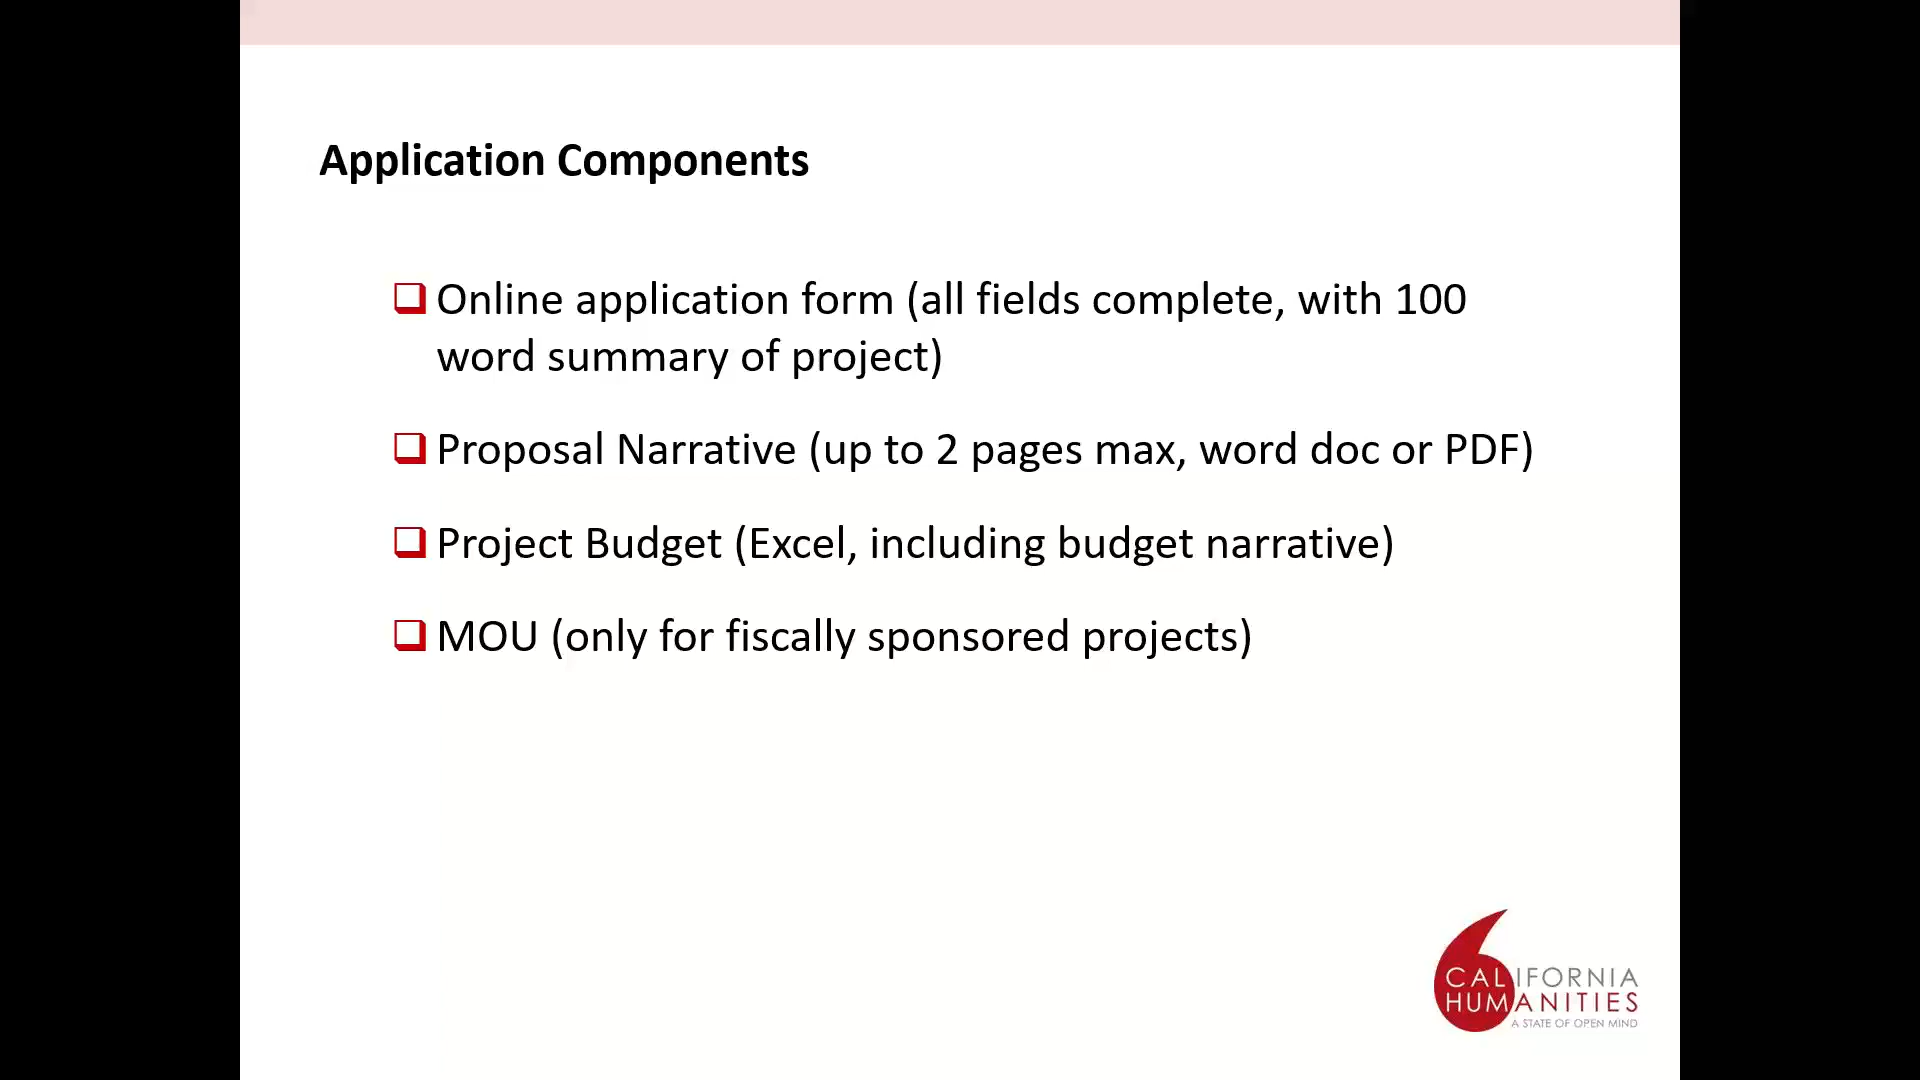 Application Components
Online application form (all fields complete, with 100
word summary of project)
Proposal Narrative (up to 2 pages max, word doc or PDF)
Project Budget (Excel, including budget narrative)
MOU (only for fiscally sponsored projects)
CALIFORNIA
HUMANITIES
A STATE OF OPEN MIND